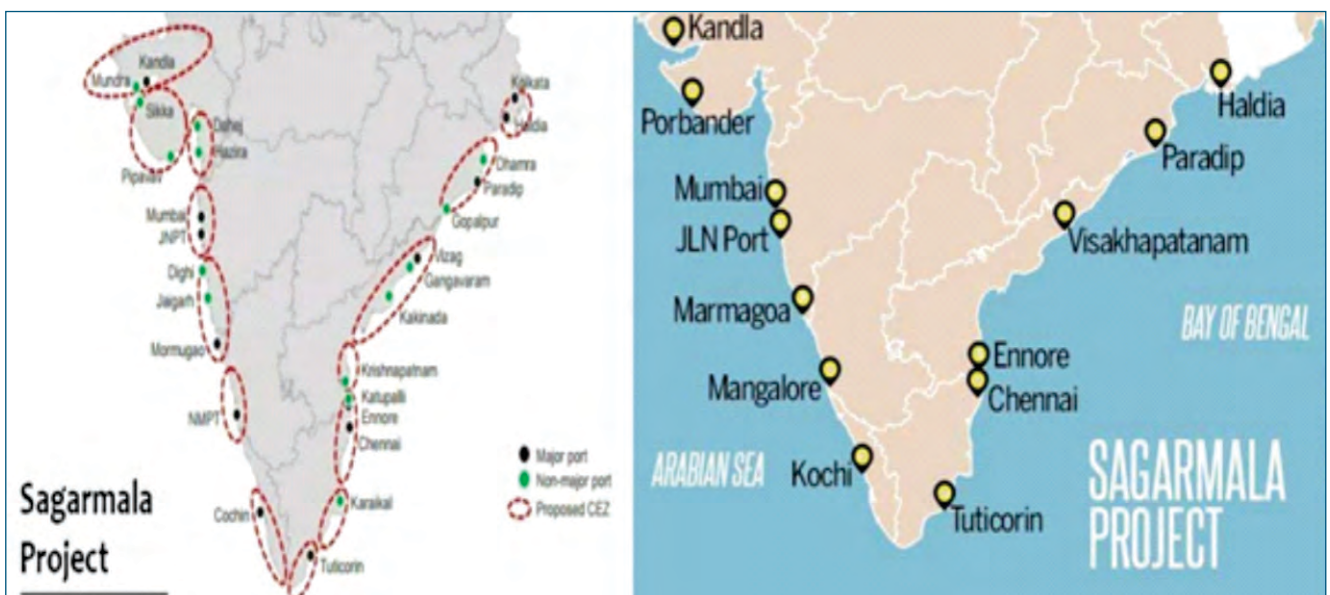 Kandla
Mundra
Sikka
Dahej
Hazira
Pipavav
Mumbai
JNPT
Dighi
Jaigarh
Mormugao
NMPT
Cochin
Kolkata
Haldia
Dhamra
Paradip
Gopalpur
Vizag
Gangavaram
Kakinada
Krishnapatnam
Katupalli
Ennore
Chennai
Karaikal
Tuticorin
Major port
Non-major port
Proposed CEZ
Sagarmala
Project
Kandla
Porbander
Mumbai
JLN Port
Marmagoa
Mangalore
Kochi
Haldia
Paradip
Visakhapatanam
Ennore
Chennai
Tuticorin
BAY OF BENGAL
ARABIAN SEA
SAGARMALA
PROJECT